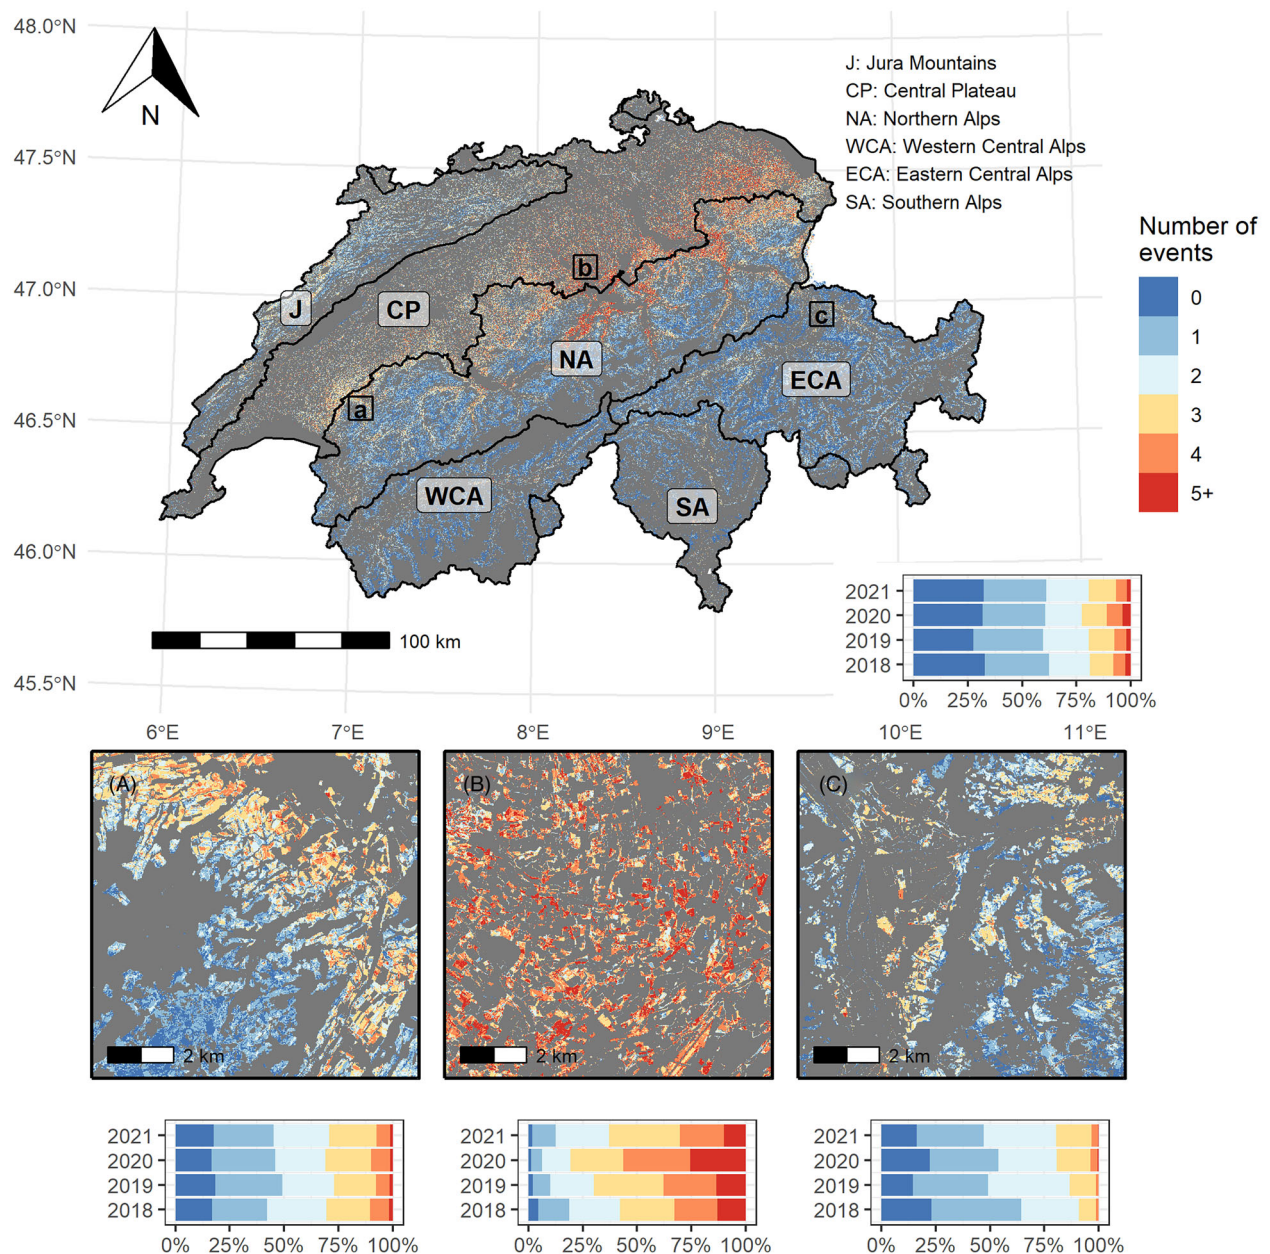 48.0°N
47.5°N
47.0°N
46.5°N
46.0°N
45.5°N
N
J: Jura Mountains
CP: Central Plateau
NA: Northern Alps
WCA: Western Central Alps
ECA: Eastern Central Alps
SA: Southern Alps
Number of
events
0
1
2
3
4
5+
J
CP
NA
WCA
ECA
SA
a
b
c
100 km
2021
2020
2019
2018
0% 25% 50% 75% 100%
6°E 7°E 8°E 9°E 10°E 11°E
(A)
2 km
(B)
2 km
(C)
2 km
2021
2020
2019
2018
0% 25% 50% 75% 100%
2021
2020
2019
2018
0% 25% 50% 75% 100%
2021
2020
2019
2018
0% 25% 50% 75% 100%